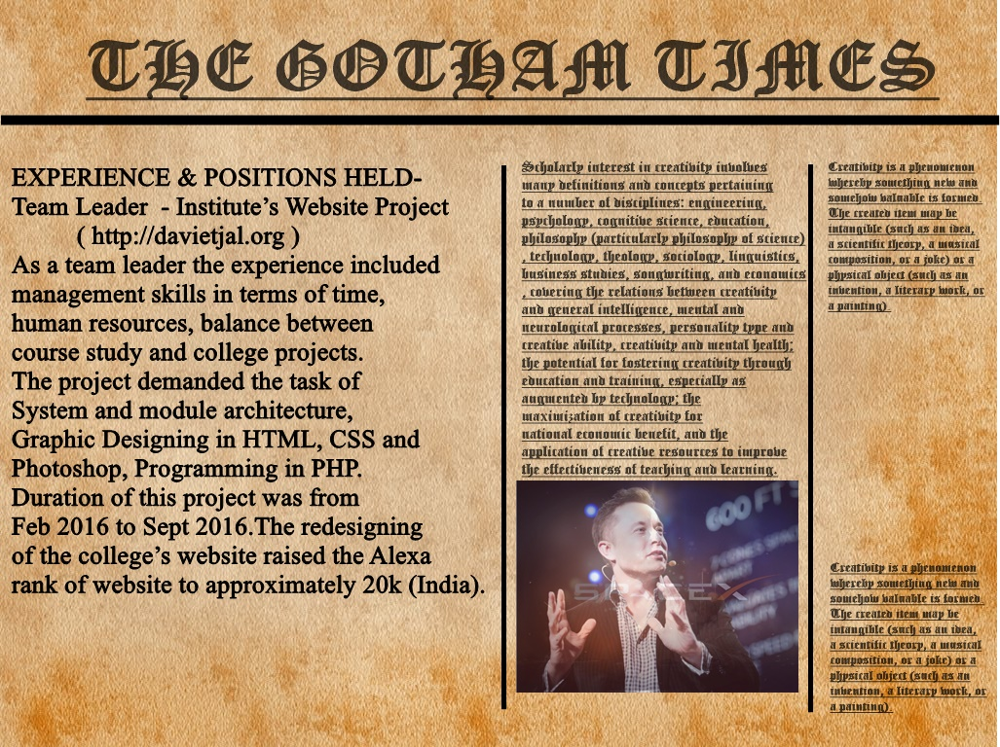 THE GOTHAM TIMES
EXPERIENCE & POSITIONS HELD-
Team Leader - Institute’s Website Project
( http://davietjal.org )
As a team leader the experience included
management skills in terms of time,
human resources, balance between
course study and college projects.
The project demanded the task of
System and module architecture,
Graphic Designing in HTML, CSS and
Photoshop, Programming in PHP.
Duration of this project was from
Feb 2016 to Sept 2016.The redesigning
of the college’s website raised the Alexa
rank of website to approximately 20k (India).
Scholarly interest in creativity involves
many definitions and concepts pertaining
to a number of disciplines: engineering,
psychology, cognitive science, education,
philosophy (particularly philosophy of science)
, technology, theology, sociology, linguistics,
business studies, songwriting, and economics
, covering the relations between creativity
and general intelligence, mental and
neurological processes, personality type and
creative ability, creativity and mental health;
the potential for fostering creativity through
education and training, especially as
augmented by technology; the
maximization of creativity for
national economic benefit, and the
application of creative resources to improve
the effectiveness of teaching and learning.
600 FT
SPACEX
Creativity is a phenomenon
whereby something new and
somehow valuable is formed.
The created item may be
intangible (such as an idea,
a scientific theory, a musical
composition, or a joke) or a
physical object (such as an
invention, a literary work, or
a painting).
Creativity is a phenomenon
whereby something new and
somehow valuable is formed.
The created item may be
intangible (such as an idea,
a scientific theory, a musical
composition, or a joke) or a
physical object (such as an
invention, a literary work, or
a painting).